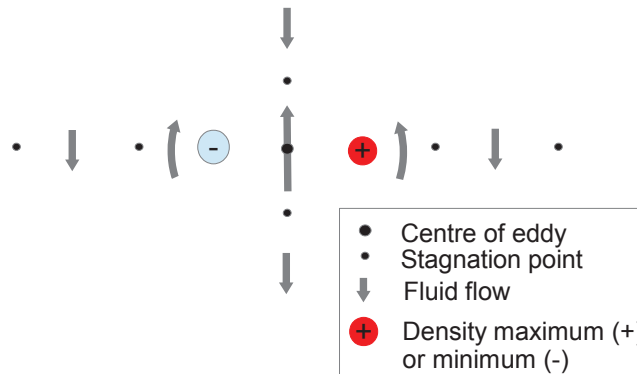 -
+
Centre of eddy
Stagnation point
Fluid flow
+
Density maximum (+)
or minimum (-)